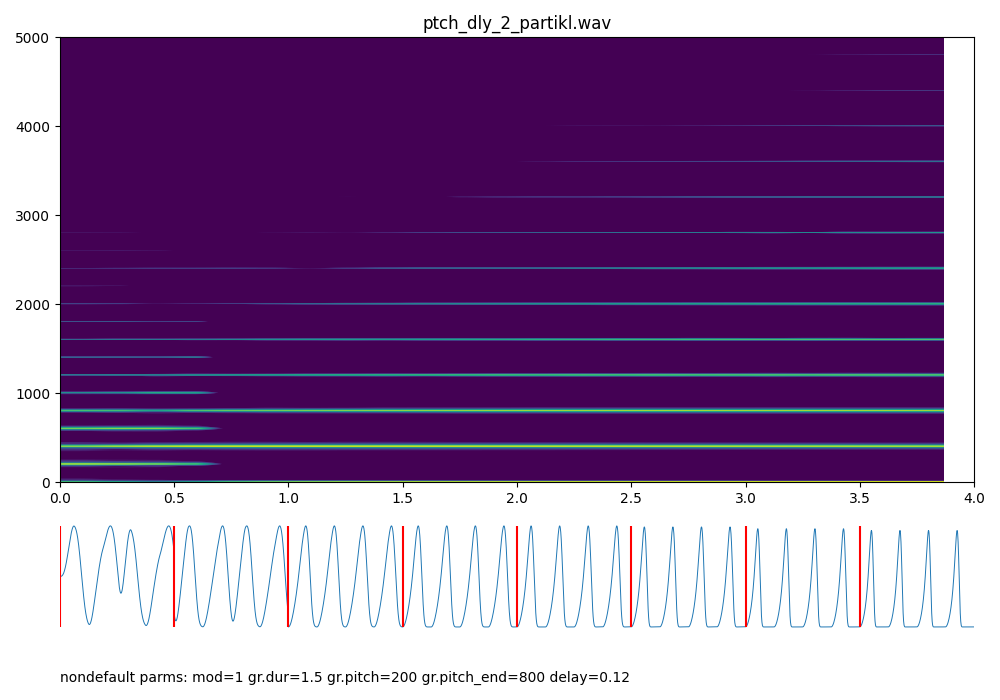 ptch_dly_2_partikl.wav
5000
4000
3000
2000
1000
0
0.0 0.5 1.0 1.5 2.0 2.5 3.0 3.5 4.0
nondefault parms: mod=1 gr.dur=1.5 gr.pitch=200 gr.pitch_end=800 delay=0.12